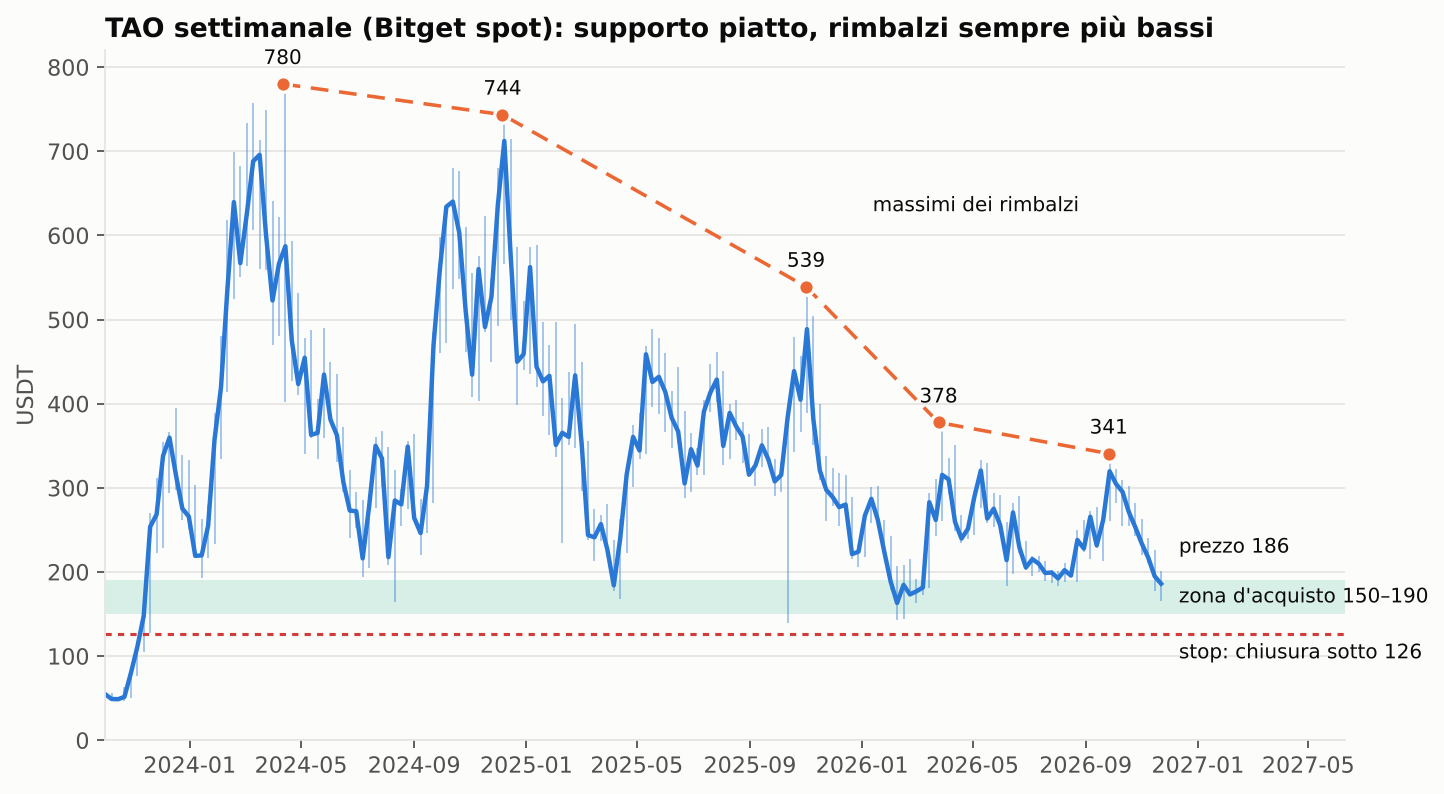 TAO settimanale (Bitget spot): supporto piatto, rimbalzi sempre più bassi
780
744
539
378
341
massimi dei rimbalzi
prezzo 186
zona d'acquisto 150–190
stop: chiusura sotto 126
USDT
800
700
600
500
400
300
200
100
0
2024-01 2024-05 2024-09 2025-01 2025-05 2025-09 2026-01 2026-05 2026-09 2027-01 2027-05